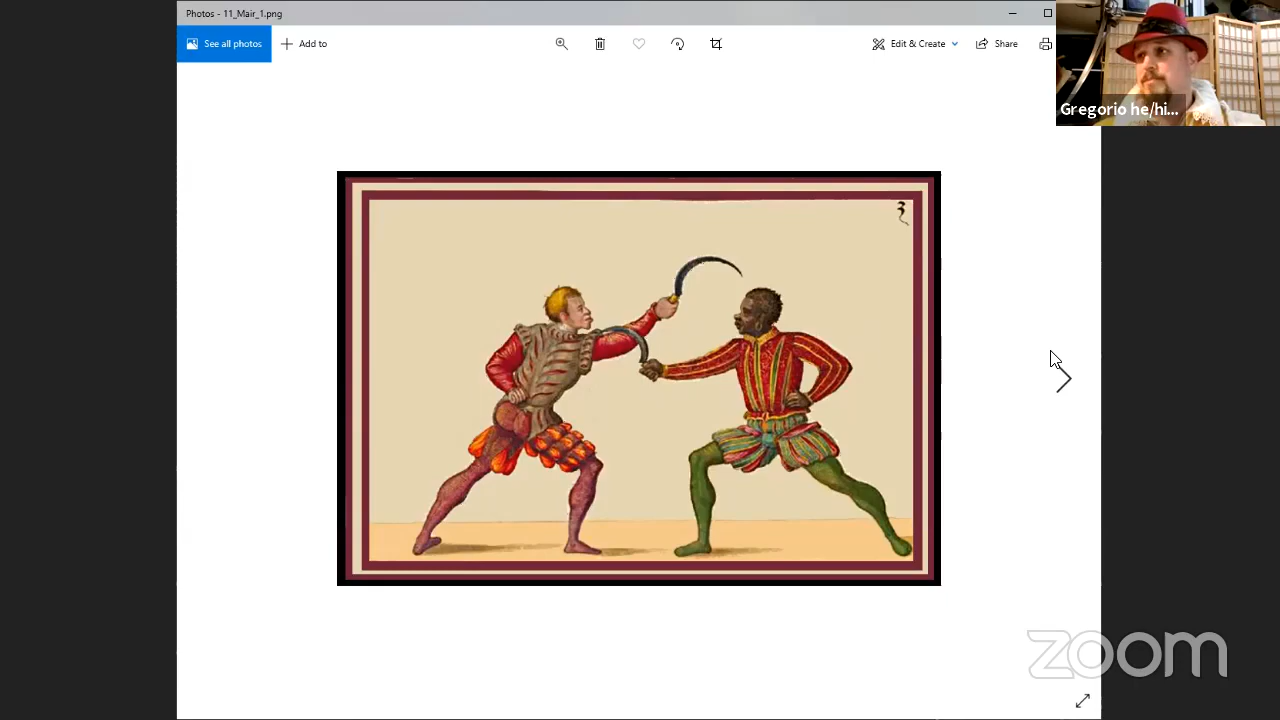 Photos - 11_Mair_1.png
See all photos
Add to
Edit & Create
Share
Gregorio he/hi...
3
zoom